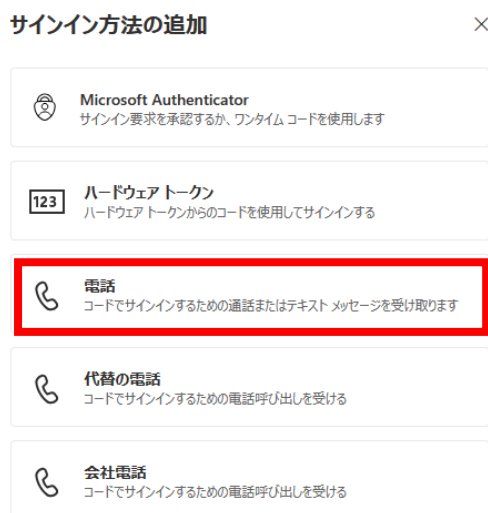 サインイン方法の追加
Microsoft Authenticator
サインイン要求を承認するか、ワンタイム コードを使用します
123
ハードウェア トークン
ハードウェア トークンからのコードを使用してサインインする
電話
コードでサインインするための通話またはテキスト メッセージを受け取ります
代替の電話
コードでサインインするための電話呼び出しを受ける
会社電話
コードでサインインするための電話呼び出しを受ける